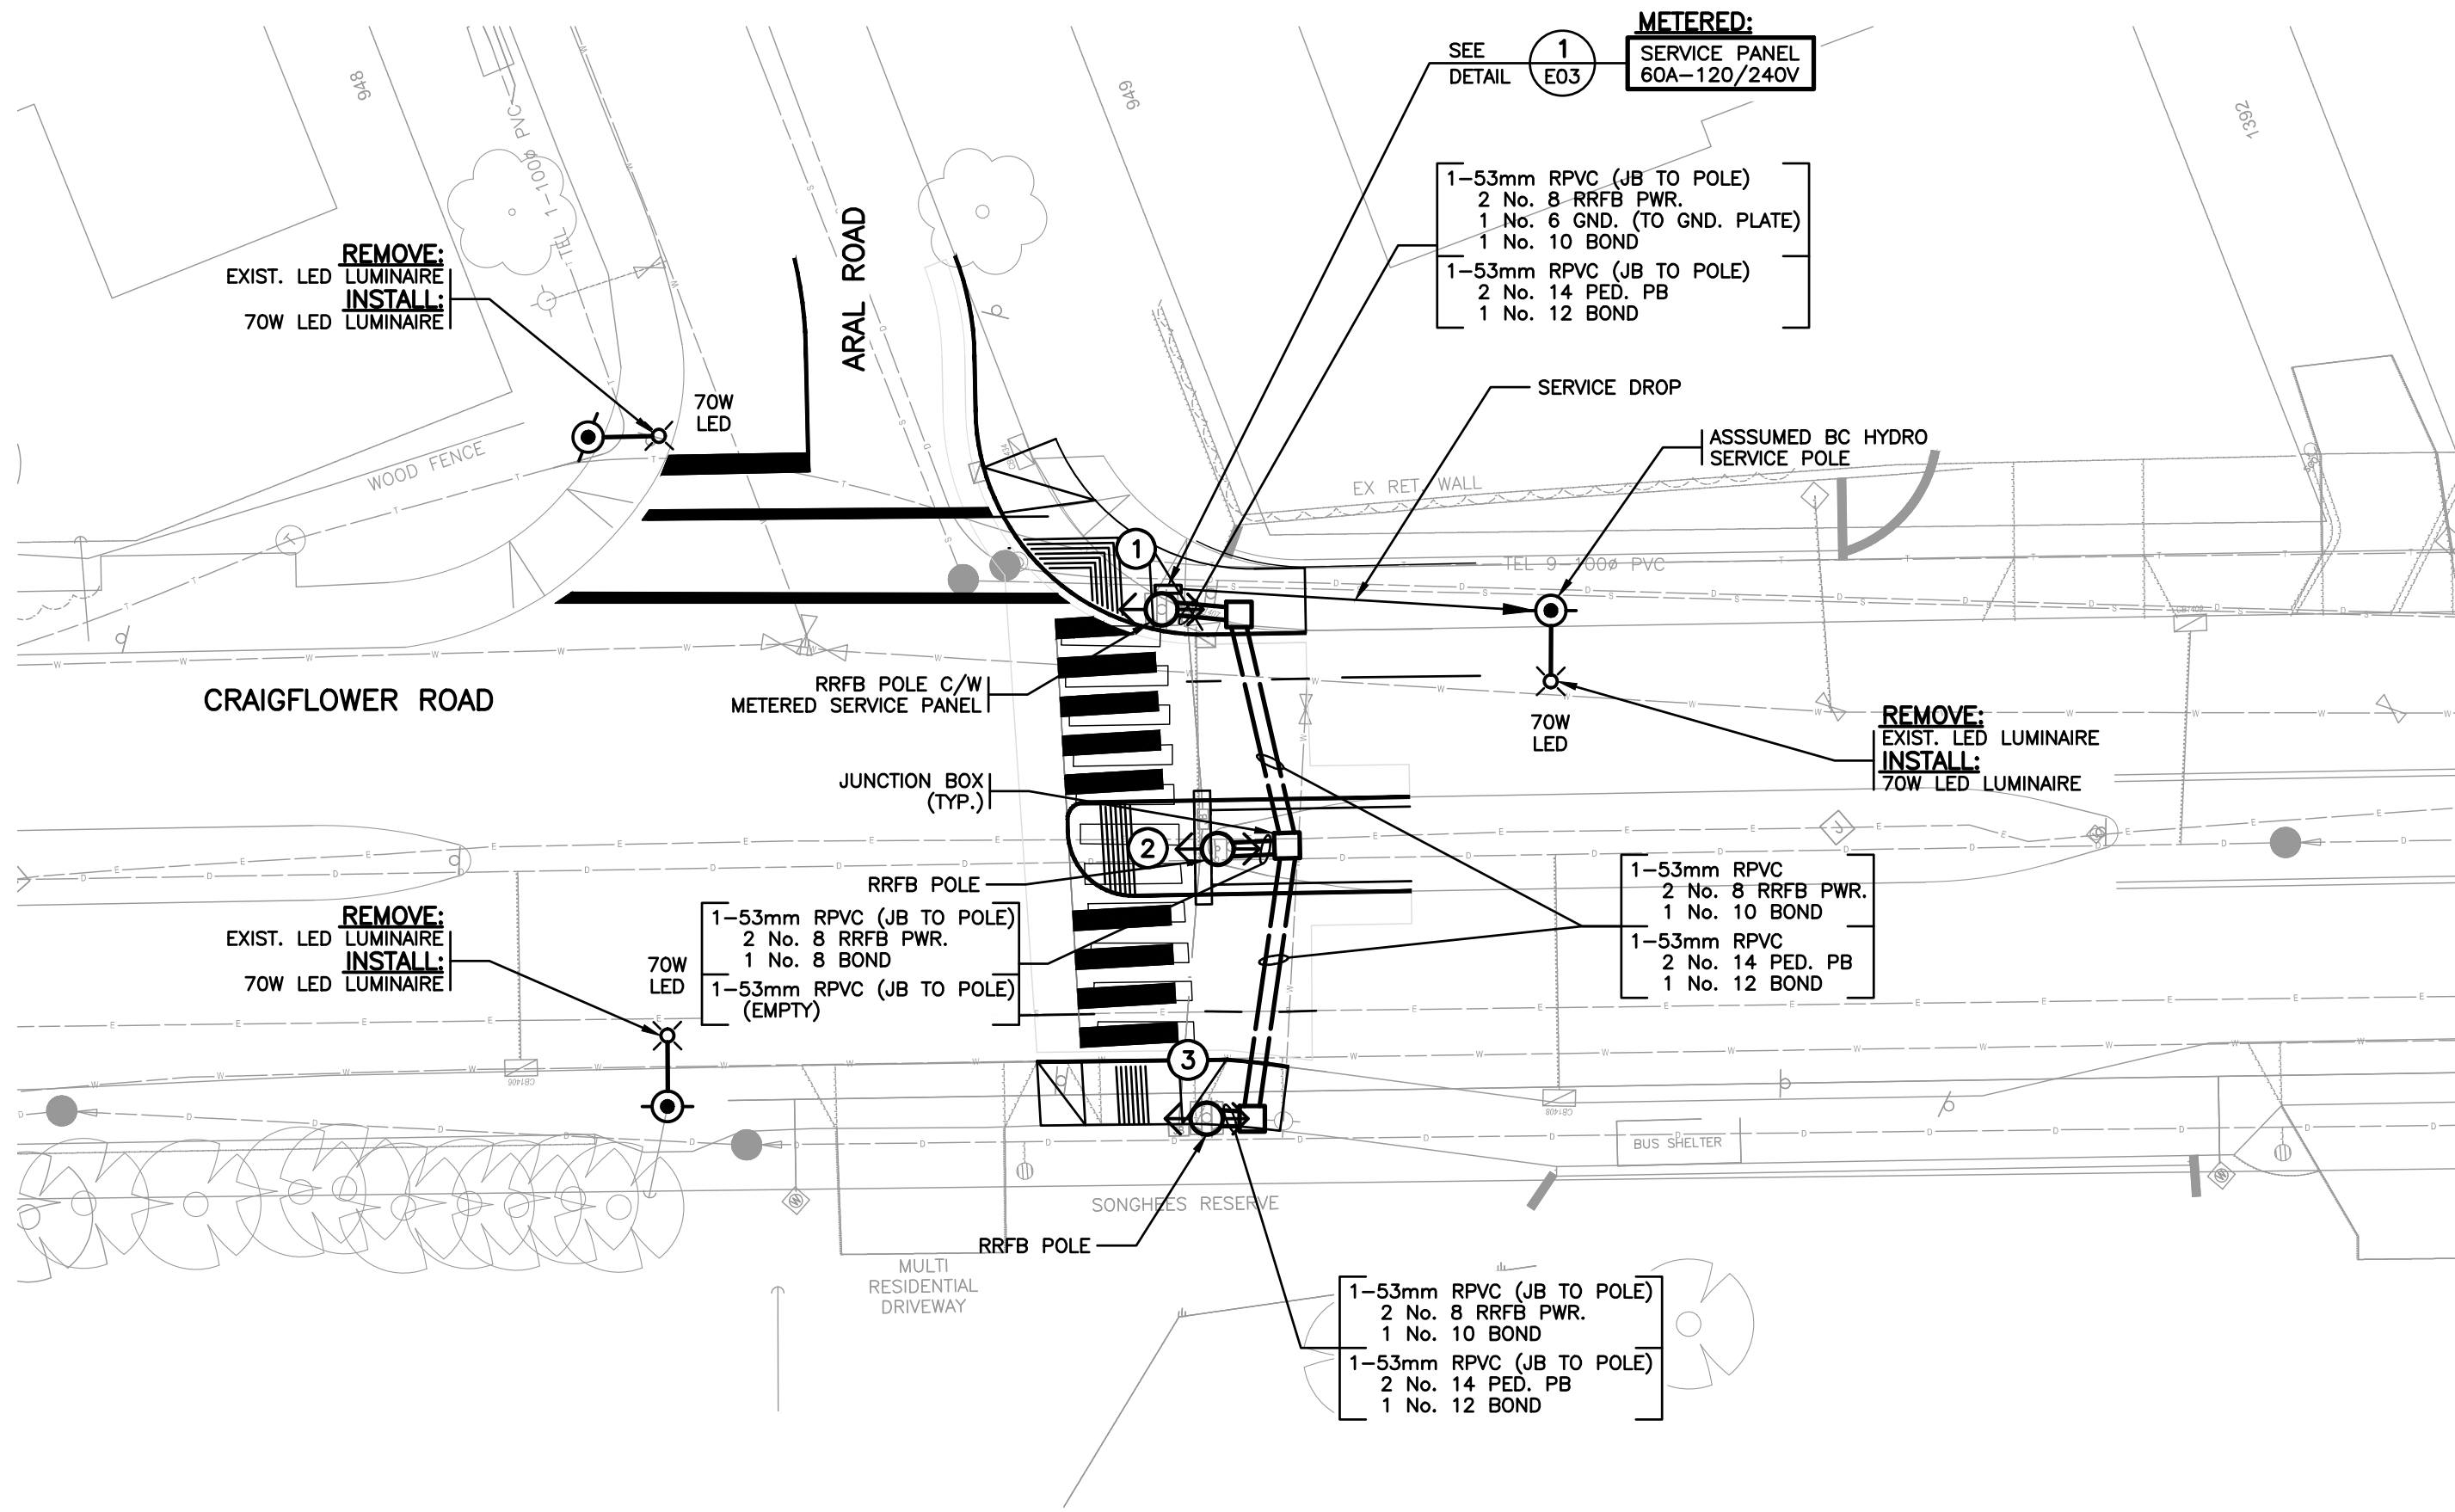 METERED:
SEE
DETAIL
1
E03
SERVICE PANEL
60A-120/240V
948
TEL 1-100ø PVC
949
1392
1-53mm RPVC (JB TO POLE)
2 No. 8 RRFB PWR.
1 No. 6 GND. (TO GND. PLATE)
1 No. 10 BOND
1-53mm RPVC (JB TO POLE)
2 No. 14 PED. PB
1 No. 12 BOND
REMOVE:
EXIST. LED LUMINAIRE
INSTALL:
70W LED LUMINAIRE
ARAL ROAD
70W
LED
SERVICE DROP
ASSSUMED BC HYDRO
SERVICE POLE
WOOD FENCE
EX RET. WALL
TEL 9-100ø PVC
1
RRFB POLE C/W
METERED SERVICE PANEL
CRAIGFLOWER ROAD
70W
LED
REMOVE:
EXIST. LED LUMINAIRE
INSTALL:
70W LED LUMINAIRE
JUNCTION BOX
(TYP.)
2
J
RRFB POLE
1-53mm RPVC
2 No. 8 RRFB PWR.
1 No. 10 BOND
1-53mm RPVC
2 No. 14 PED. PB
1 No. 12 BOND
REMOVE:
EXIST. LED LUMINAIRE
INSTALL:
70W LED LUMINAIRE
70W
LED
1-53mm RPVC (JB TO POLE)
2 No. 8 RRFB PWR.
1 No. 8 BOND
1-53mm RPVC (JB TO POLE)
(EMPTY)
3
CB1406
CB1408
BUS SHELTER
SONGHEES RESERVE
RRFB POLE
MULTI
RESIDENTIAL
DRIVEWAY
1-53mm RPVC (JB TO POLE)
2 No. 8 RRFB PWR.
1 No. 10 BOND
1-53mm RPVC (JB TO POLE)
2 No. 14 PED. PB
1 No. 12 BOND